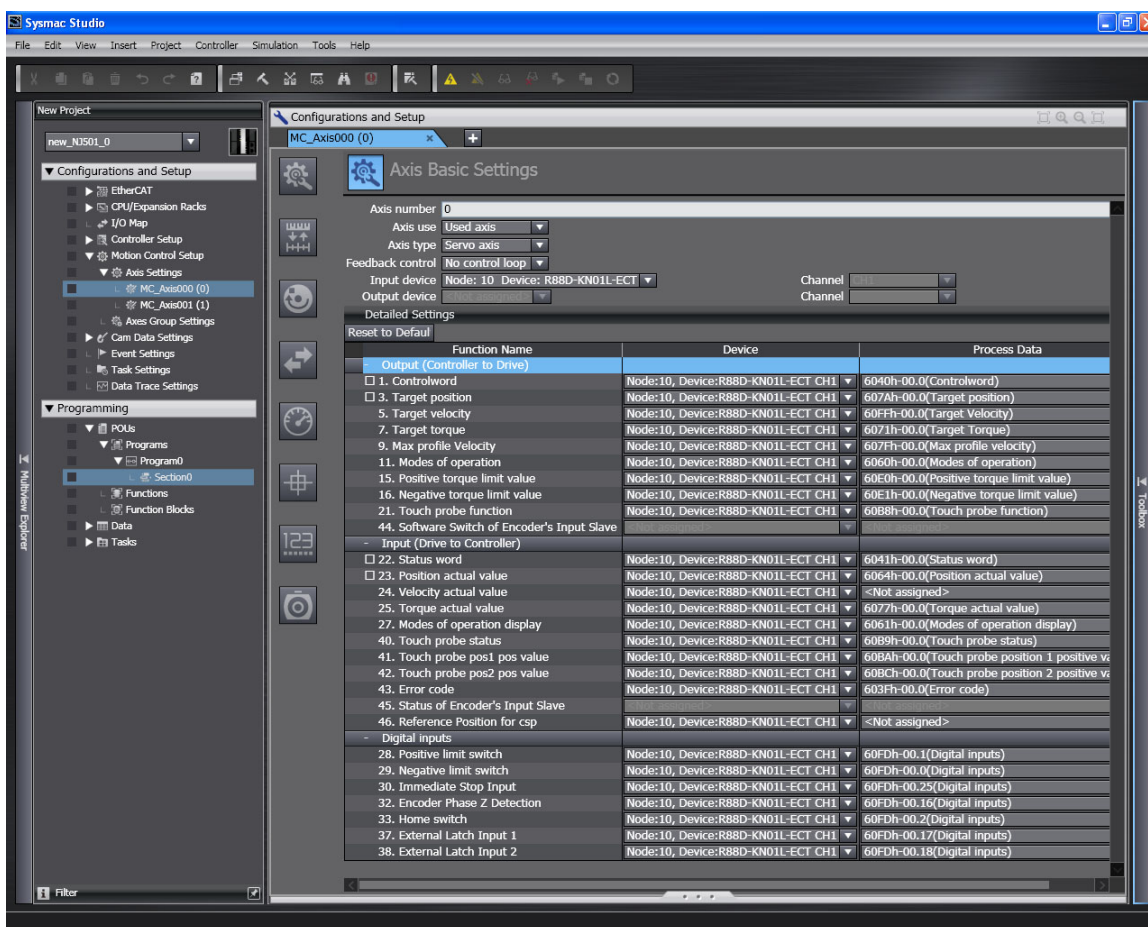 Sysmac Studio
File Edit View Insert Project Controller Simulation Tools Help
New Project
new_NJ501_0
Configurations and Setup
EtherCAT
CPU/Expansion Racks
I/O Map
Controller Setup
Motion Control Setup
Axis Settings
MC_Axis000 (0)
MC_Axis001 (1)
Axes Group Settings
Cam Data Settings
Event Settings
Task Settings
Data Trace Settings
Programming
POUs
Programs
Program0
Section0
Functions
Function Blocks
Data
Tasks
Filter
Multiview Explorer
Configurations and Setup
MC_Axis000 (0)
Axis Basic Settings
Axis number 0
Axis use Used axis
Axis type Servo axis
Feedback control No control loop
Input device Node: 10 Device: R88D-KN01L-ECT Channel CH1
Output device <Not assigned> Channel
Detailed Settings
Reset to Defaul
Function Name Device Process Data
- Output (Controller to Drive)
1. Controlword Node:10, Device:R88D-KN01L-ECT CH1 6040h-00.0(Controlword)
3. Target position Node:10, Device:R88D-KN01L-ECT CH1 607Ah-00.0(Target position)
5. Target velocity Node:10, Device:R88D-KN01L-ECT CH1 60FFh-00.0(Target Velocity)
7. Target torque Node:10, Device:R88D-KN01L-ECT CH1 6071h-00.0(Target Torque)
9. Max profile Velocity Node:10, Device:R88D-KN01L-ECT CH1 607Fh-00.0(Max profile velocity)
11. Modes of operation Node:10, Device:R88D-KN01L-ECT CH1 6060h-00.0(Modes of operation)
15. Positive torque limit value Node:10, Device:R88D-KN01L-ECT CH1 60E0h-00.0(Positive torque limit value)
16. Negative torque limit value Node:10, Device:R88D-KN01L-ECT CH1 60E1h-00.0(Negative torque limit value)
21. Touch probe function Node:10, Device:R88D-KN01L-ECT CH1 60B8h-00.0(Touch probe function)
44. Software Switch of Encoder's Input Slave <Not assigned> <Not assigned>
- Input (Drive to Controller)
22. Status word Node:10, Device:R88D-KN01L-ECT CH1 6041h-00.0(Status word)
23. Position actual value Node:10, Device:R88D-KN01L-ECT CH1 6064h-00.0(Position actual value)
24. Velocity actual value Node:10, Device:R88D-KN01L-ECT CH1 <Not assigned>
25. Torque actual value Node:10, Device:R88D-KN01L-ECT CH1 6077h-00.0(Torque actual value)
27. Modes of operation display Node:10, Device:R88D-KN01L-ECT CH1 6061h-00.0(Modes of operation display)
40. Touch probe status Node:10, Device:R88D-KN01L-ECT CH1 60B9h-00.0(Touch probe status)
41. Touch probe pos1 pos value Node:10, Device:R88D-KN01L-ECT CH1 60BAh-00.0(Touch probe position 1 positive va
42. Touch probe pos2 pos value Node:10, Device:R88D-KN01L-ECT CH1 60BCh-00.0(Touch probe position 2 positive va
43. Error code Node:10, Device:R88D-KN01L-ECT CH1 603Fh-00.0(Error code)
45. Status of Encoder's Input Slave <Not assigned> <Not assigned>
46. Reference Position for csp Node:10, Device:R88D-KN01L-ECT CH1 <Not assigned>
- Digital inputs
28. Positive limit switch Node:10, Device:R88D-KN01L-ECT CH1 60FDh-00.1(Digital inputs)
29. Negative limit switch Node:10, Device:R88D-KN01L-ECT CH1 60FDh-00.0(Digital inputs)
30. Immediate Stop Input Node:10, Device:R88D-KN01L-ECT CH1 60FDh-00.25(Digital inputs)
32. Encoder Phase Z Detection Node:10, Device:R88D-KN01L-ECT CH1 60FDh-00.16(Digital inputs)
33. Home switch Node:10, Device:R88D-KN01L-ECT CH1 60FDh-00.2(Digital inputs)
37. External Latch Input 1 Node:10, Device:R88D-KN01L-ECT CH1 60FDh-00.17(Digital inputs)
38. External Latch Input 2 Node:10, Device:R88D-KN01L-ECT CH1 60FDh-00.18(Digital inputs)
123
Toolbox